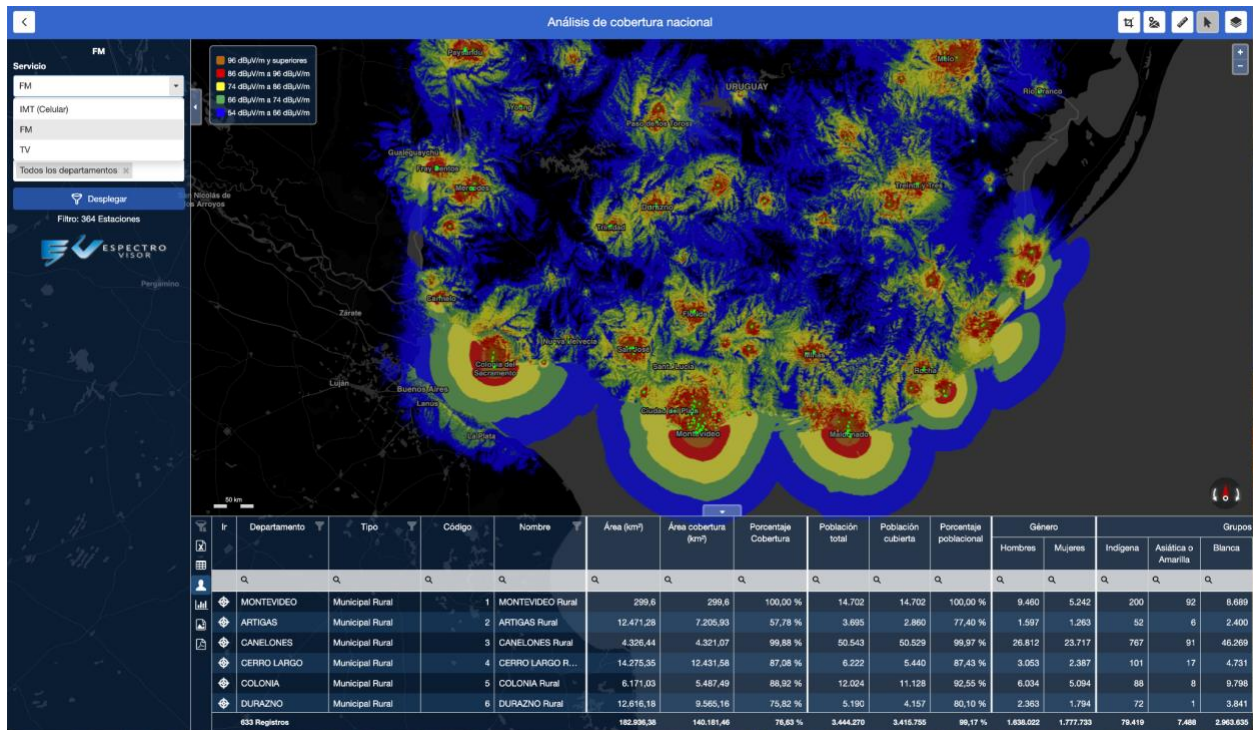 Análisis de cobertura nacional
FM
Servicio
FM
IMT (Celular)
FM
TV
Todos los departamentos ×
Desplegar
Filtro: 364 Estaciones
ESPECTRO
VISOR
96 dBµV/m y superiores
86 dBµV/m a 96 dBµV/m
74 dBµV/m a 86 dBµV/m
66 dBµV/m a 74 dBµV/m
54 dBµV/m a 66 dBµV/m
+
-
Paysandú
Melo
URUGUAY
Río Branco
Young
Paso de los Toros
Gualeguaychú
Fray Bentos
Mercedes
Treinta y Tres
San Nicolás de
los Arroyos
Durazno
Trinidad
Pergamino
Carmelo
Zárate
Florida
Nueva Helvecia
San José
Minas
Colonia del
Sacramento
Santa Lucía
Rocha
Luján
Buenos Aires
Lanús
Ciudad del Plata
Montevideo
Maldonado
La Plata
50 km
Ir Departamento Tipo Código Nombre Área (km²) Área cobertura (km²) Porcentaje Cobertura Población total Población cubierta Porcentaje poblacional Género Grupos
Hombres Mujeres Indígena Asiática o Amarilla Blanca
MONTEVIDEO Municipal Rural 1 MONTEVIDEO Rural 299,6 299,6 100,00 % 14.702 14.702 100,00 % 9.460 5.242 200 92 8.689
ARTIGAS Municipal Rural 2 ARTIGAS Rural 12.471,28 7.205,93 57,78 % 3.695 2.860 77,40 % 1.597 1.263 52 6 2.400
CANELONES Municipal Rural 3 CANELONES Rural 4.326,44 4.321,07 99,88 % 50.543 50.529 99,97 % 26.812 23.717 767 91 46.269
CERRO LARGO Municipal Rural 4 CERRO LARGO R... 14.275,35 12.431,58 87,08 % 6.222 5.440 87,43 % 3.053 2.387 101 17 4.731
COLONIA Municipal Rural 5 COLONIA Rural 6.171,03 5.487,49 88,92 % 12.024 11.128 92,55 % 6.034 5.094 88 8 9.798
DURAZNO Municipal Rural 6 DURAZNO Rural 12.616,18 9.565,16 75,82 % 5.190 4.157 80,10 % 2.363 1.794 72 1 3.841
633 Registros 182.936,38 140.181,46 76,63 % 3.444.270 3.415.755 99,17 % 1.638.022 1.777.733 79.419 7.488 2.963.635